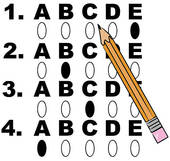 1. A B C D E
2. A B C D E
3. A B C D E
4. A B C D E